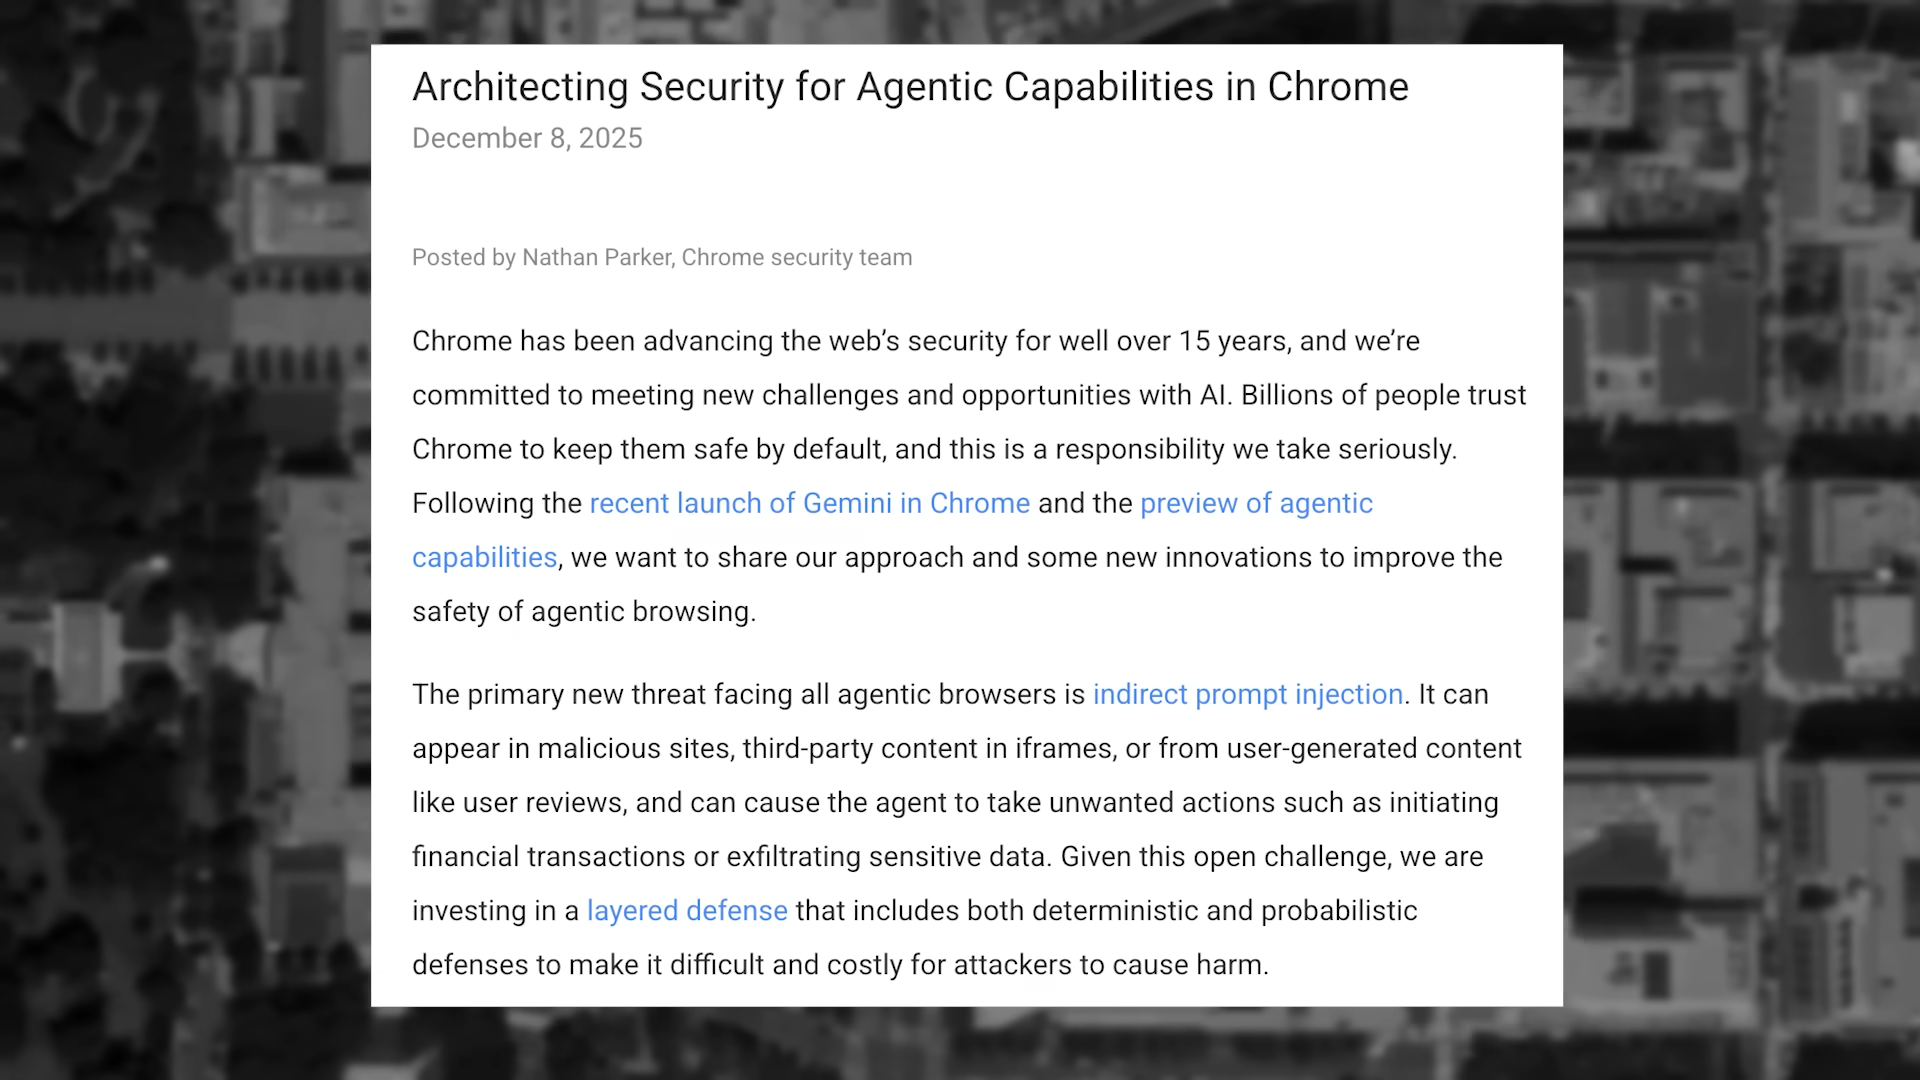 Architecting Security for Agentic Capabilities in Chrome
December 8, 2025
Posted by Nathan Parker, Chrome security team
Chrome has been advancing the web’s security for well over 15 years, and we’re
committed to meeting new challenges and opportunities with AI. Billions of people trust
Chrome to keep them safe by default, and this is a responsibility we take seriously.
Following the recent launch of Gemini in Chrome and the preview of agentic
capabilities, we want to share our approach and some new innovations to improve the
safety of agentic browsing.
The primary new threat facing all agentic browsers is indirect prompt injection. It can
appear in malicious sites, third-party content in iframes, or from user-generated content
like user reviews, and can cause the agent to take unwanted actions such as initiating
financial transactions or exfiltrating sensitive data. Given this open challenge, we are
investing in a layered defense that includes both deterministic and probabilistic
defenses to make it difficult and costly for attackers to cause harm.